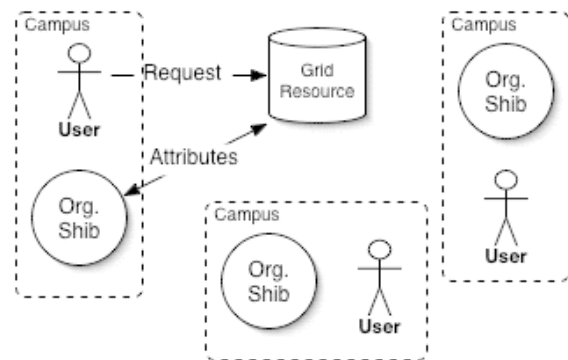 Campus
User
Request
Grid
Resource
Attributes
Org.
Shib
Campus
Org.
Shib
User
Campus
Org.
Shib
User